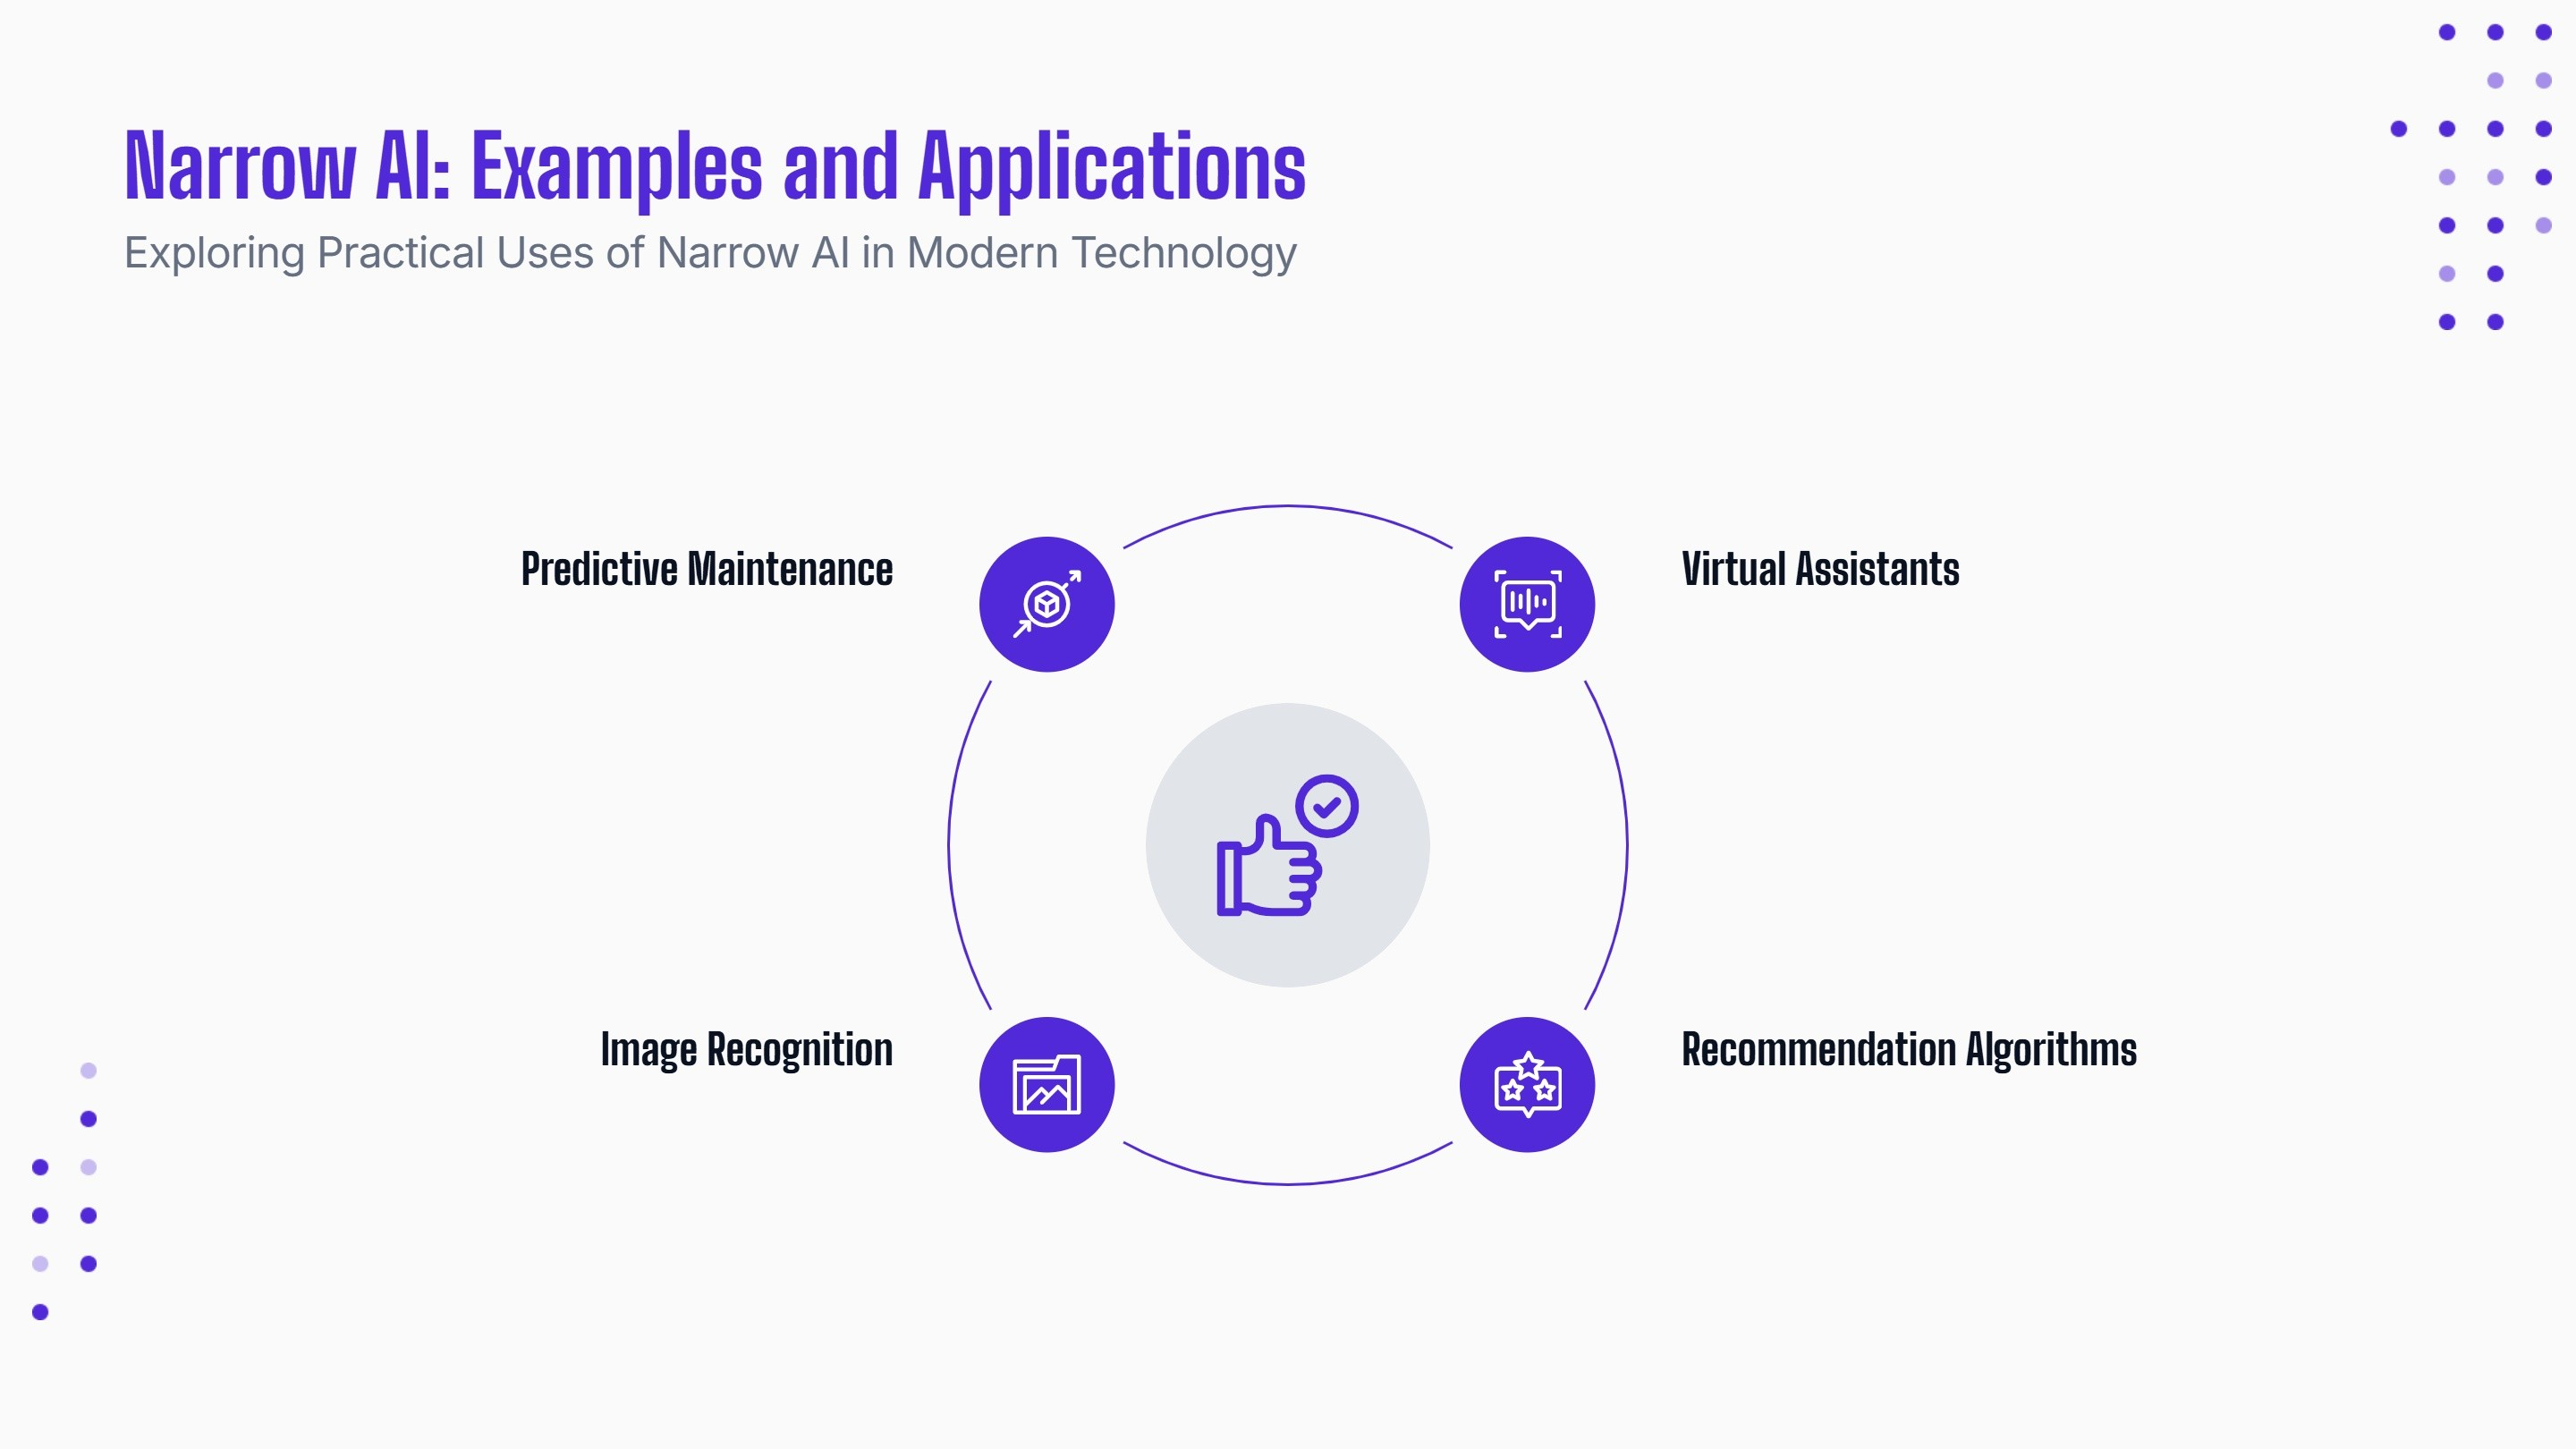 Narrow AI: Examples and Applications
Exploring Practical Uses of Narrow AI in Modern Technology
Predictive Maintenance
Virtual Assistants
Image Recognition
Recommendation Algorithms